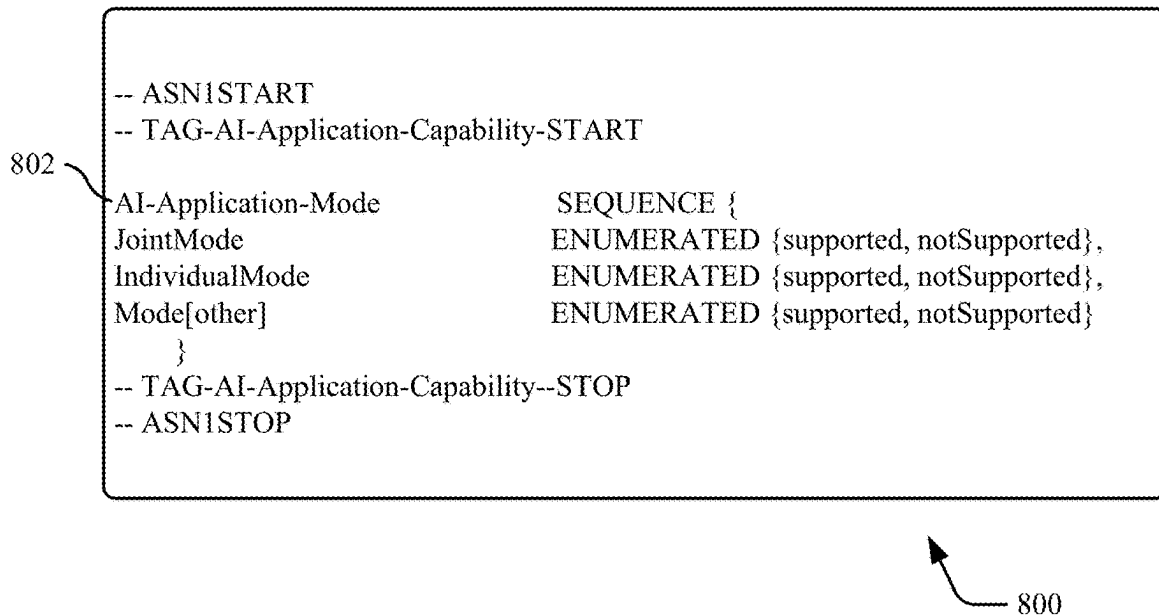 -- ASN1START
-- TAG-AI-Application-Capability-START
802
AI-Application-Mode SEQUENCE {
JointMode ENUMERATED {supported, notSupported},
IndividualMode ENUMERATED {supported, notSupported},
Mode[other] ENUMERATED {supported, notSupported}
}
-- TAG-AI-Application-Capability--STOP
-- ASN1STOP
800